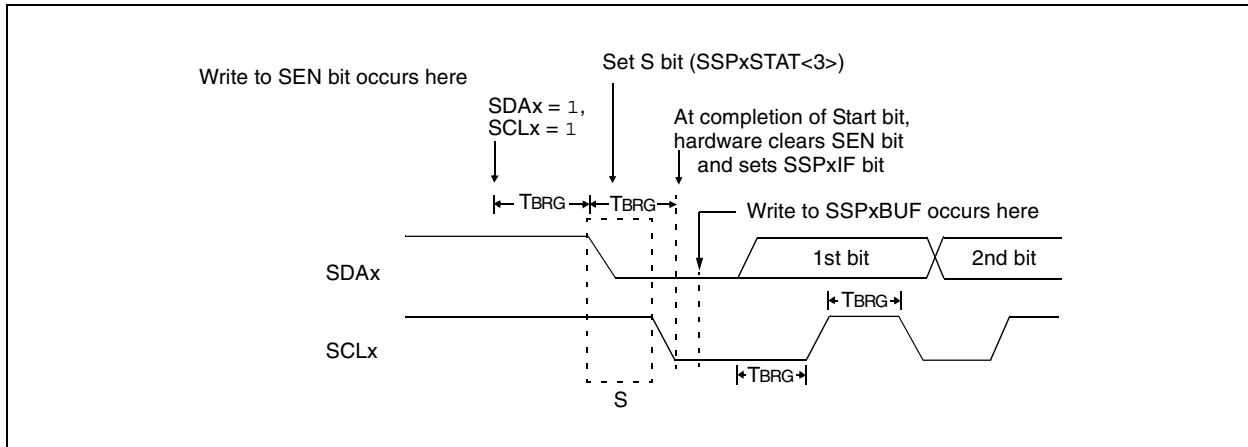 Set S bit (SSPxSTAT<3>)
Write to SEN bit occurs here
SDAx = 1,
SCLx = 1
At completion of Start bit,
hardware clears SEN bit
and sets SSPxIF bit
TBRG
TBRG
Write to SSPxBUF occurs here
SDAx
1st bit
2nd bit
TBRG
SCLx
TBRG
S